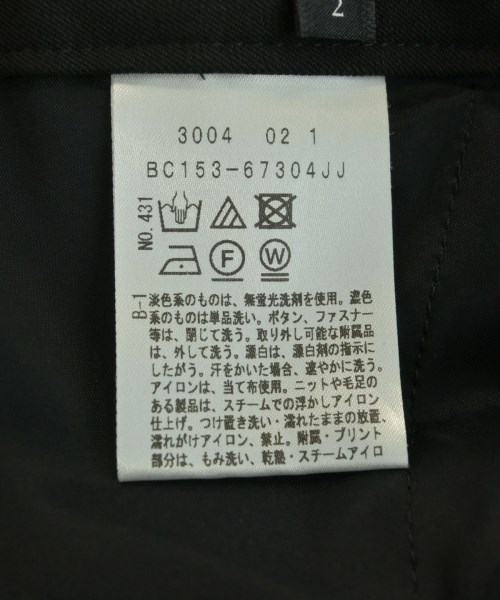 2
3004 02 1
BC153-67304JJ
NO. 431
F
W
B-1
淡色系のものは、無蛍光洗剤を使用。濃色
系のものは単品洗い。ボタン、ファスナー
等は、閉じて洗う。取り外し可能な附属品
は、外して洗う。漂白は、漂白剤の指示に
したがう。汗をかいた場合、速やかに洗う。
アイロンは、当て布使用。ニットや毛足の
ある製品は、スチームでの浮かしアイロン
仕上げ。つけ置き洗い・濡れたままの放置、
濡れがけアイロン、禁止。附属・プリント
部分は、もみ洗い、乾熱・スチームアイロ